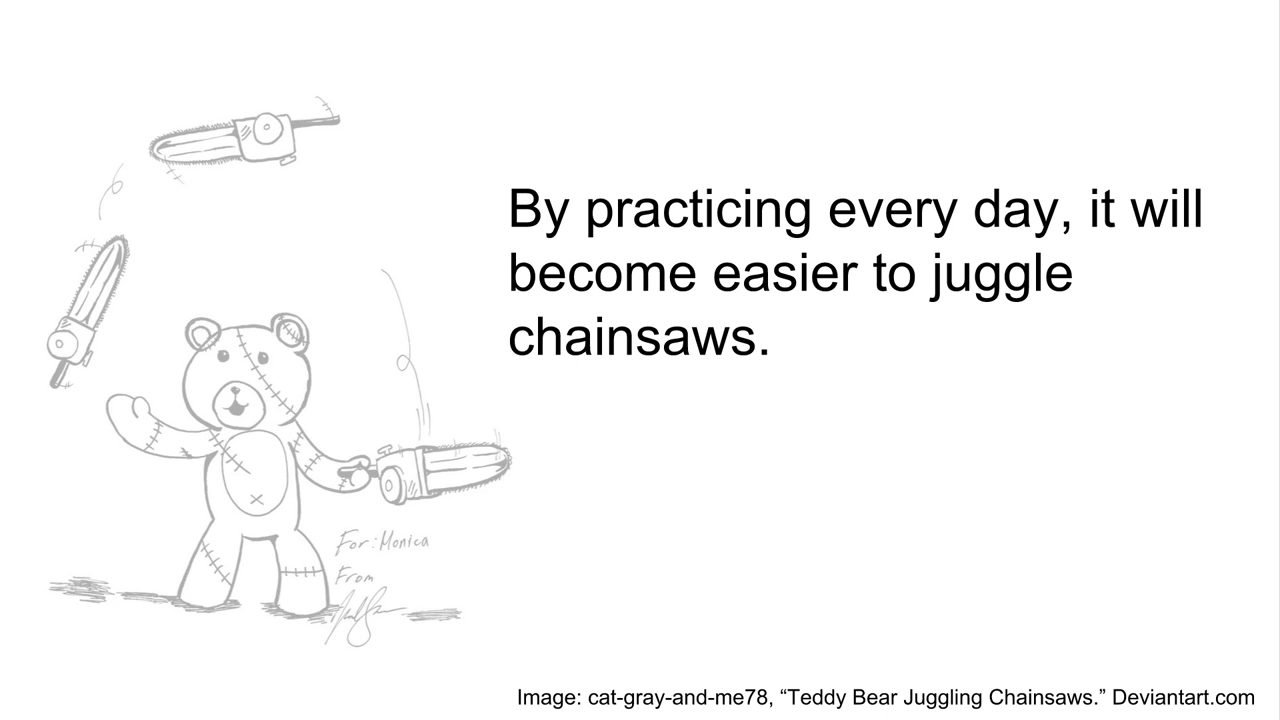 By practicing every day, it will
become easier to juggle
chainsaws.
For: Monica
From
Image: cat-gray-and-me78, “Teddy Bear Juggling Chainsaws.” Deviantart.com